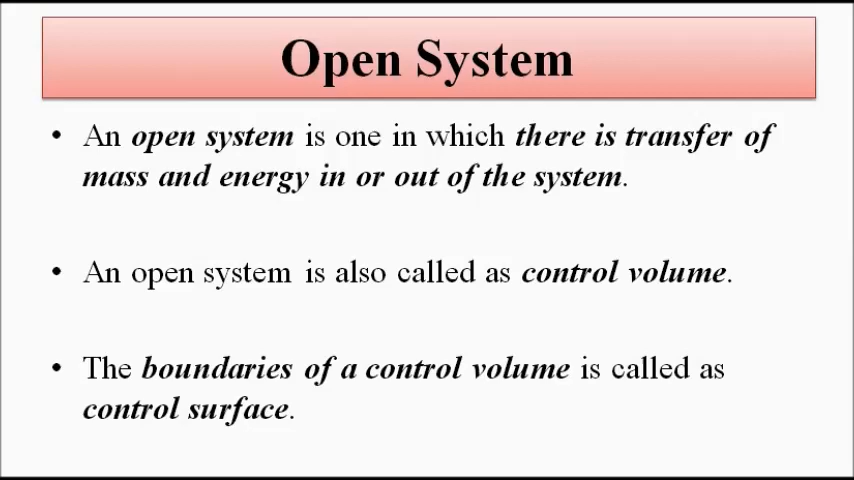 Open System
• An open system is one in which there is transfer of
mass and energy in or out of the system.
• An open system is also called as control volume.
• The boundaries of a control volume is called as
control surface.